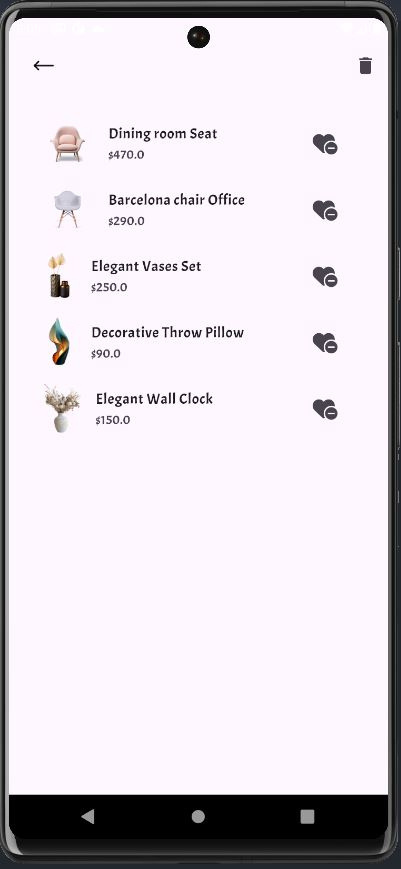 Dining room Seat
$470.0
Barcelona chair Office
$290.0
Elegant Vases Set
$250.0
Decorative Throw Pillow
$90.0
Elegant Wall Clock
$150.0